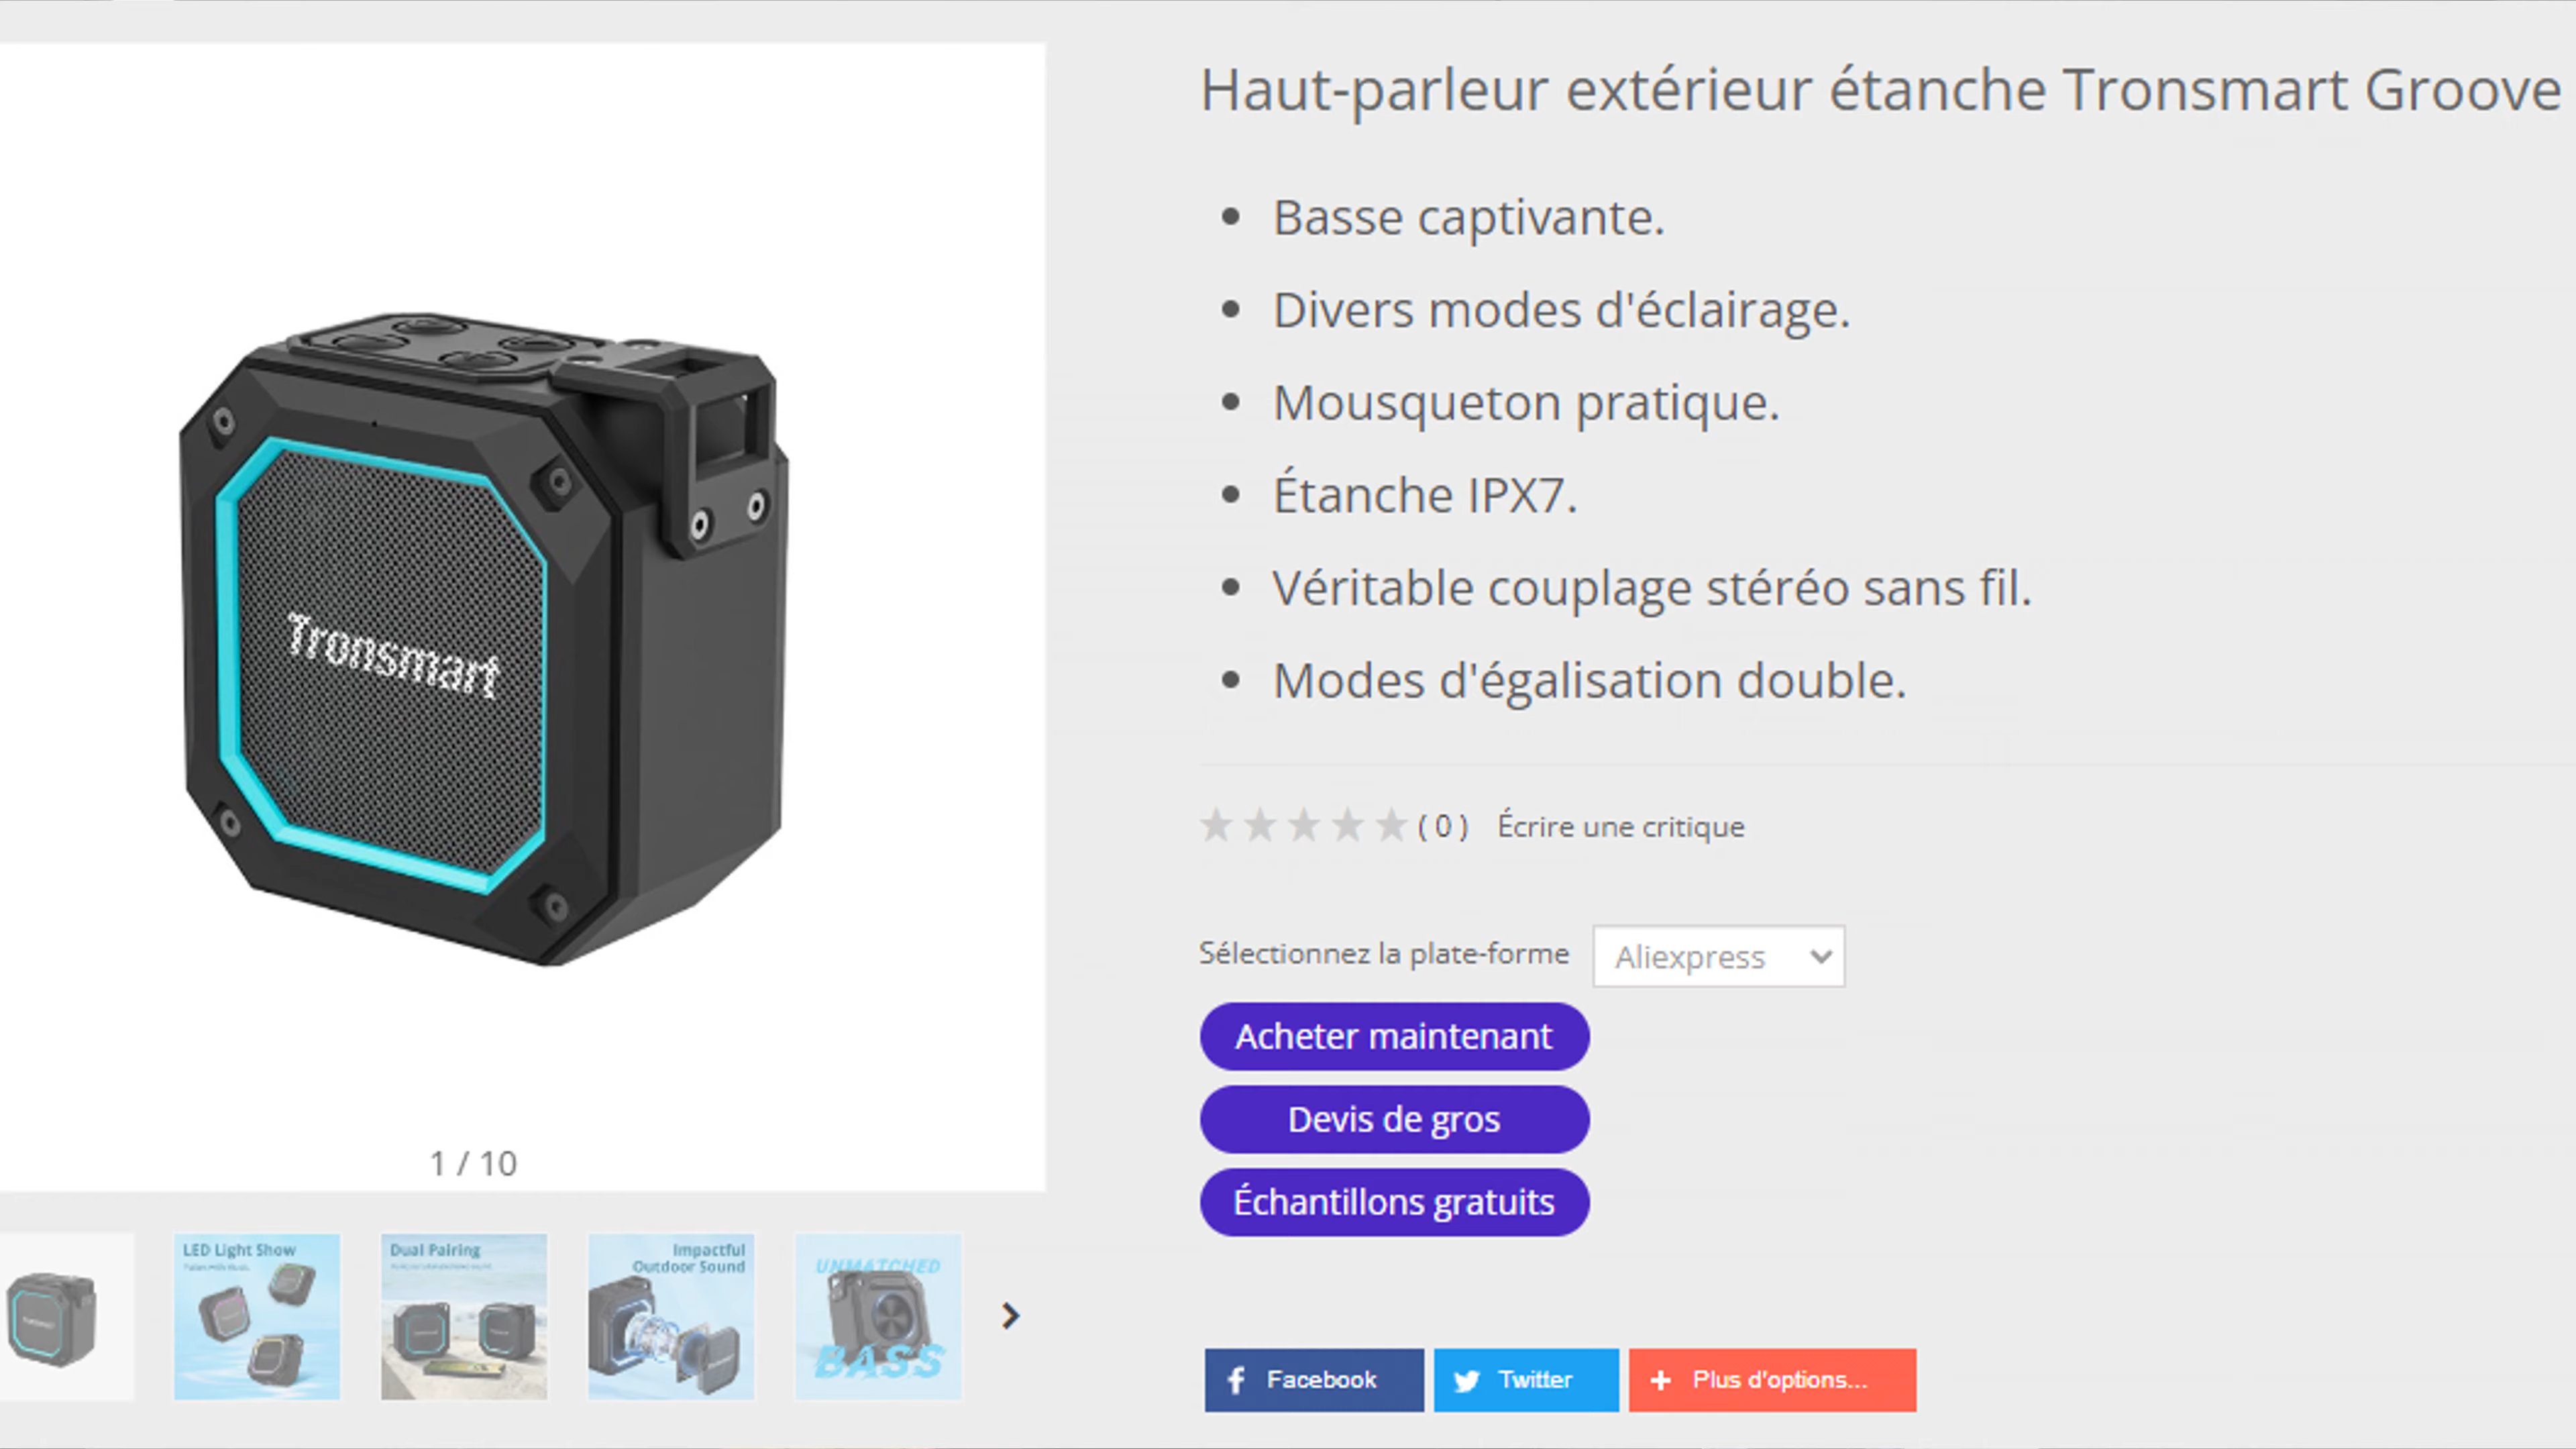 Haut-parleur extérieur étanche Tronsmart Groove
Basse captivante.
Divers modes d'éclairage.
Mousqueton pratique.
Étanche IPX7.
Véritable couplage stéréo sans fil.
Modes d'égalisation double.
( 0 ) Écrire une critique
Sélectionnez la plate-forme Aliexpress
Acheter maintenant
Devis de gros
Échantillons gratuits
Facebook Twitter + Plus d'options...
Tronsmart
1 / 10
LED Light Show
Dual Pairing
Impactful
Outdoor Sound
UNMATCHED
BASS